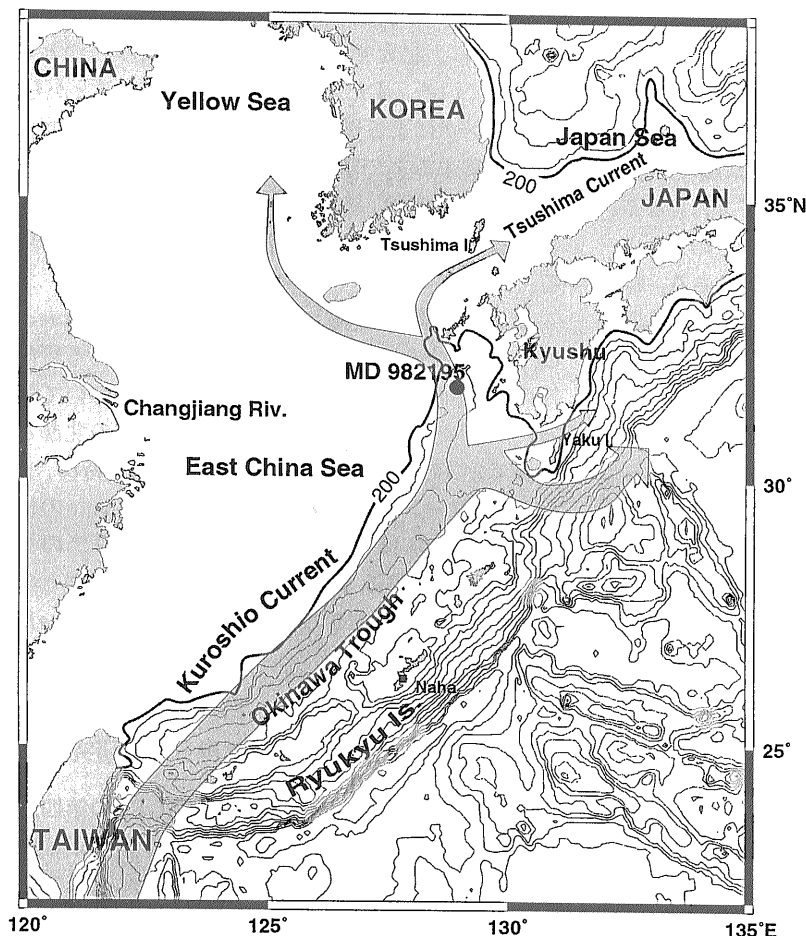 CHINA
Yellow Sea
KOREA
Japan Sea
200
Tsushima Current
JAPAN
35°N
Tsushima I.
Kyushu
MD 982195
Changjiang Riv.
Yaku I.
East China Sea
200
30°
Kuroshio Current
Okinawa Trough
Naha
Ryukyu Is.
25°
TAIWAN
120°
125°
130°
135°E